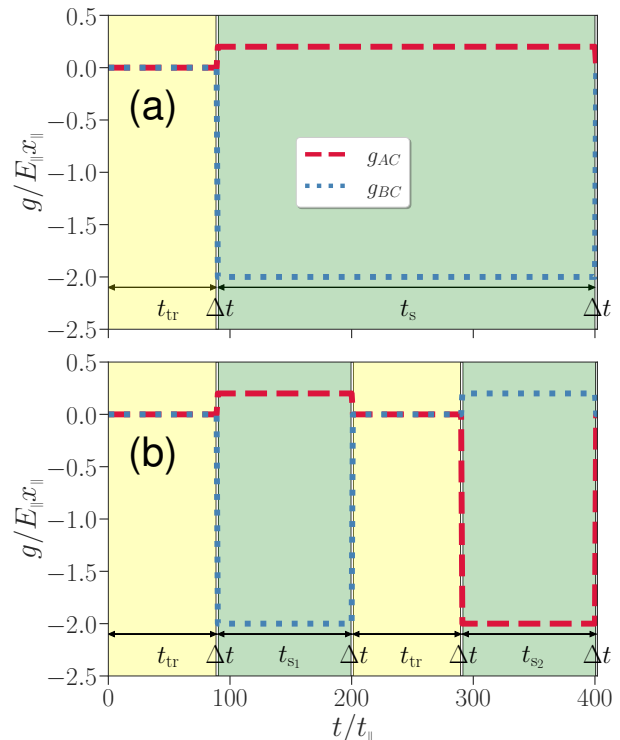 0.5
0.0
−0.5
−1.0
−1.5
−2.0
−2.5
g/E∥x∥
(a)
g_AC
g_BC
t_tr Δt t_s Δt
0.5
0.0
−0.5
−1.0
−1.5
−2.0
−2.5
g/E∥x∥
(b)
t_tr Δt t_s₁ Δt t_tr Δt t_s₂ Δt
0 100 200 300 400
t/t∥